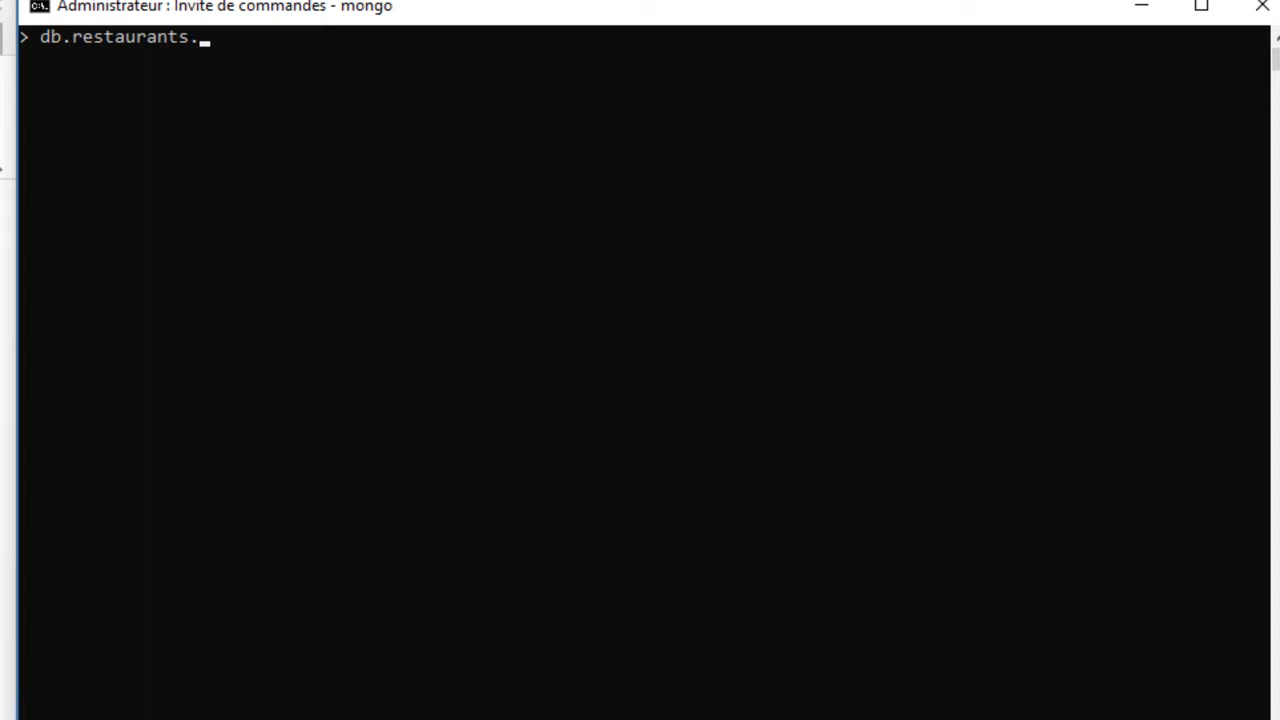 Administrateur : Invite de commandes - mongo
> db.restaurants.